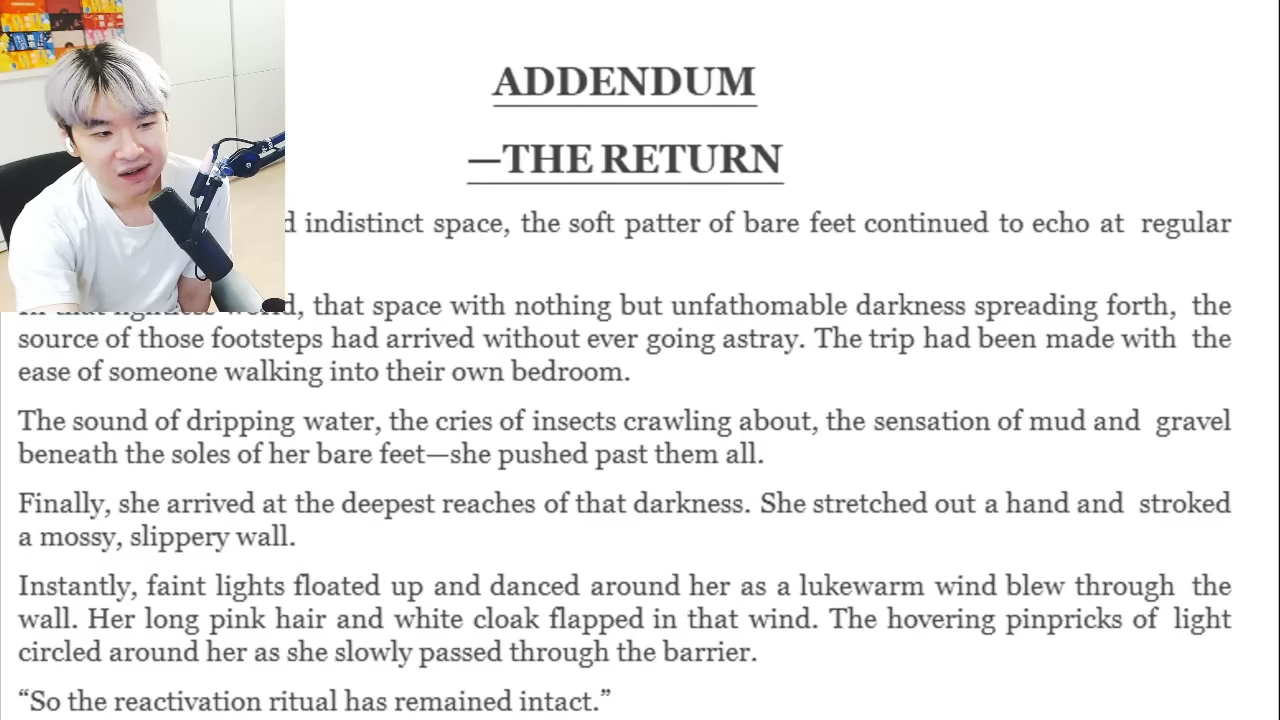 ADDENDUM
—THE RETURN
indistinct space, the soft patter of bare feet continued to echo at regular
that space with nothing but unfathomable darkness spreading forth, the
source of those footsteps had arrived without ever going astray. The trip had been made with the
ease of someone walking into their own bedroom.
The sound of dripping water, the cries of insects crawling about, the sensation of mud and gravel
beneath the soles of her bare feet—she pushed past them all.
Finally, she arrived at the deepest reaches of that darkness. She stretched out a hand and stroked
a mossy, slippery wall.
Instantly, faint lights floated up and danced around her as a lukewarm wind blew through the
wall. Her long pink hair and white cloak flapped in that wind. The hovering pinpricks of light
circled around her as she slowly passed through the barrier.
“So the reactivation ritual has remained intact.”